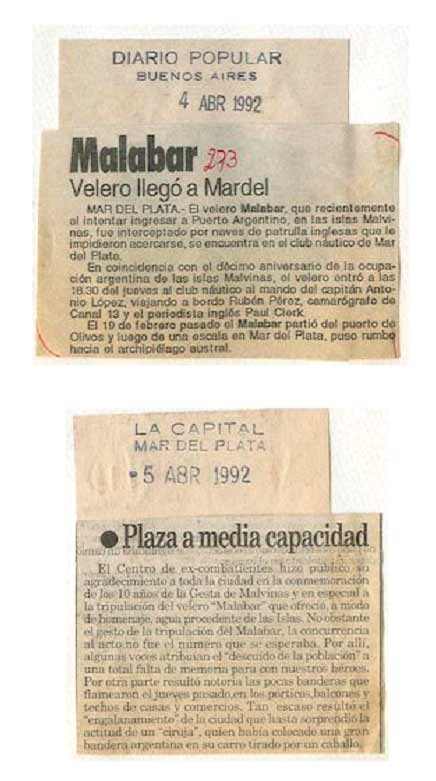 DIARIO POPULAR
BUENOS AIRES
4 ABR 1992
Malabar 273
Velero llegó a Mardel
MAR DEL PLATA.- El velero Malabar, que recientemente
al intentar ingresar a Puerto Argentino, en las islas Malvi-
nas, fue interceptado por naves de patrulla inglesas que le
impidieron acercarse, se encuentra en el club náutico de Mar
del Plata.
En coincidencia con el décimo aniversario de la ocupa-
ción argentina de las islas Malvinas, el velero entró a las
18.30 del jueves al club náutico al mando del capitán Anto-
nio López, viajando a bordo Rubén Pérez, camarógrafo de
Canal 13 y el periodista inglés Paul Clerk.
El 19 de febrero pasado el Malabar partió del puerto de
Olivos y luego de una escala en Mar del Plata, puso rumbo
hacia el archipiélago austral.
LA CAPITAL
MAR DEL PLATA
- 5 ABR 1992
● Plaza a media capacidad
El Centro de ex-combatientes hizo público su
agradecimiento a toda la ciudad en la conmemoración
de los 10 años de la Gesta de Malvinas y en especial a
la tripulación del velero "Malabar" que ofreció, a modo
de homenaje, agua procedente de las Islas. No obstante
el gesto de la tripulación del Malabar, la concurrencia
al acto no fue el número que se esperaba. Por allí,
algunas voces atribuían el "descuido de la población" a
una total falta de memoria para con nuestros héroes.
Por otra parte resultó notoria las pocas banderas que
flamearon el jueves pasado, en los pórticos, balcones y
techos de casas y comercios. Tan escaso resultó el
"engalanamiento" de la ciudad que hasta sorprendió la
actitud de un "ciruja", quien había colocado una gran
bandera argentina en su carro tirado por un caballo.